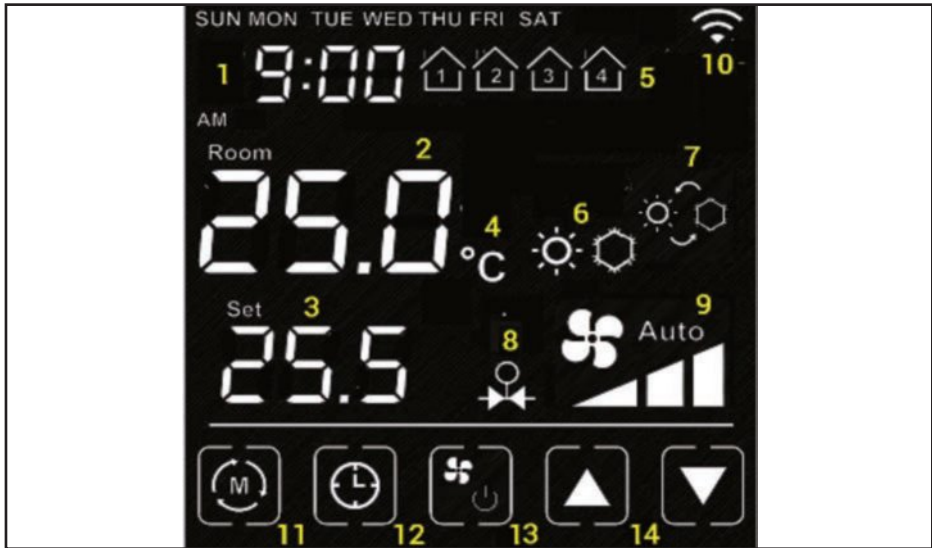 SUN MON TUE WED THU FRI SAT
1 9:00 1 2 3 4 5 10
AM
Room 2 7
25.0 °C 4 6
Set 3 8 9
25.5 Auto
M
11 12 13 14